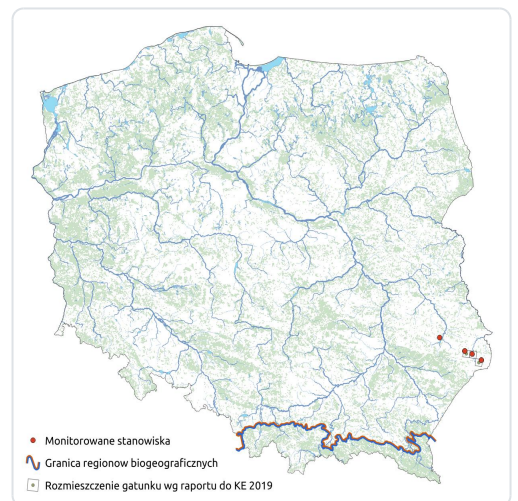 Monitorowane stanowiska
Granica regionow biogeograficznych
Rozmieszczenie gatunku wg raportu do KE 2019